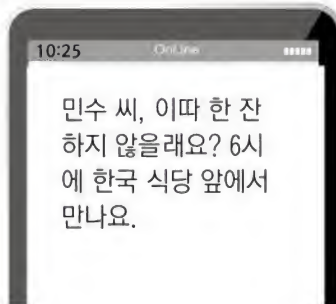 10:25 OnLine
민수 씨, 이따 한 잔
하지 않을래요? 6시
에 한국 식당 앞에서
만나요.